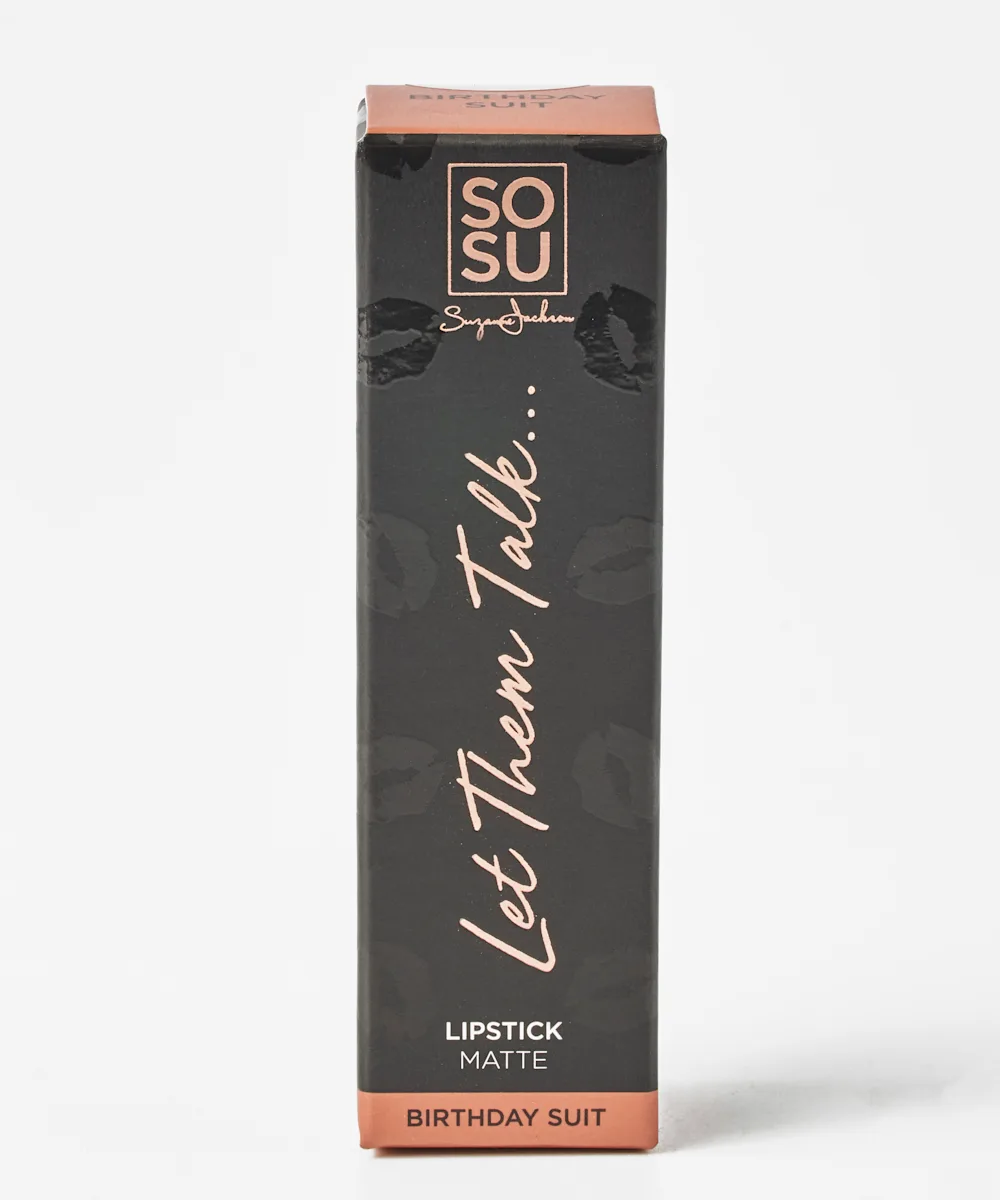 BIRTHDAY
SUIT
SO
SU
Suzanne Jackson
Let Them Talk...
LIPSTICK
MATTE
BIRTHDAY SUIT